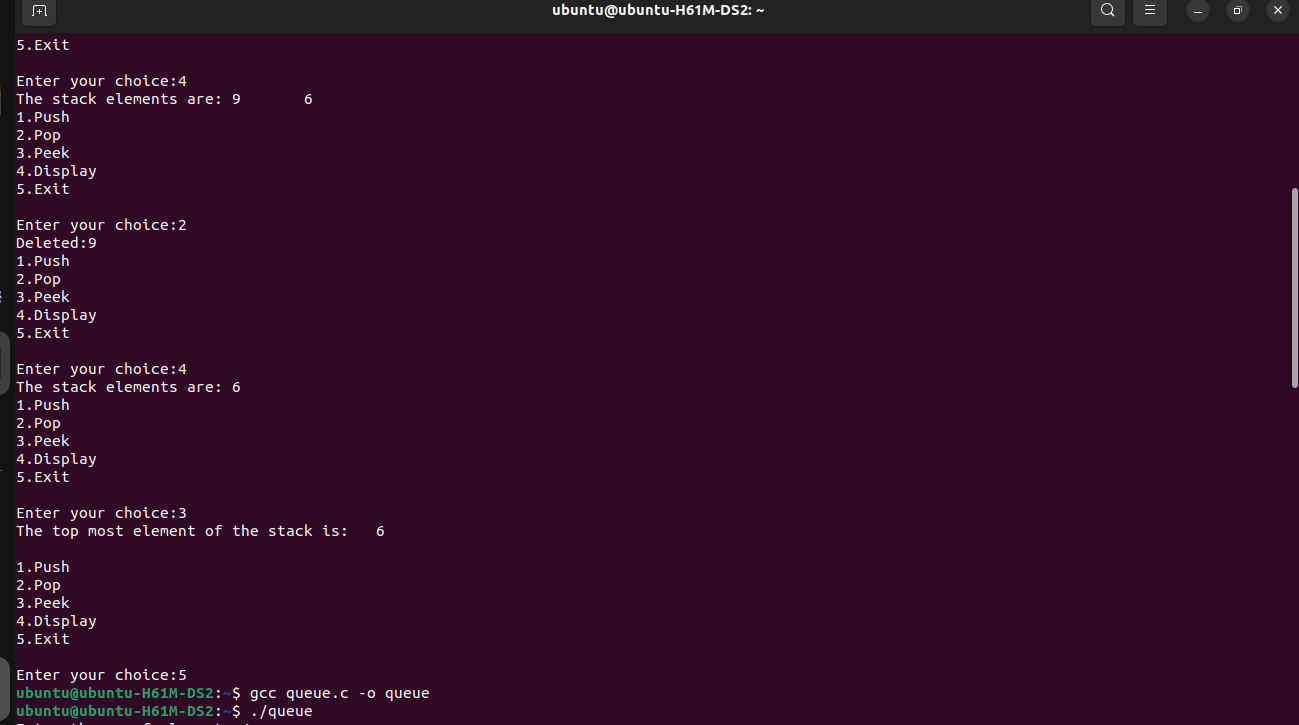 ubuntu@ubuntu-H61M-DS2: ~
5.Exit
Enter your choice:4
The stack elements are: 9 6
1.Push
2.Pop
3.Peek
4.Display
5.Exit
Enter your choice:2
Deleted:9
1.Push
2.Pop
3.Peek
4.Display
5.Exit
Enter your choice:4
The stack elements are: 6
1.Push
2.Pop
3.Peek
4.Display
5.Exit
Enter your choice:3
The top most element of the stack is: 6
1.Push
2.Pop
3.Peek
4.Display
5.Exit
Enter your choice:5
ubuntu@ubuntu-H61M-DS2:~$ gcc queue.c -o queue
ubuntu@ubuntu-H61M-DS2:~$ ./queue